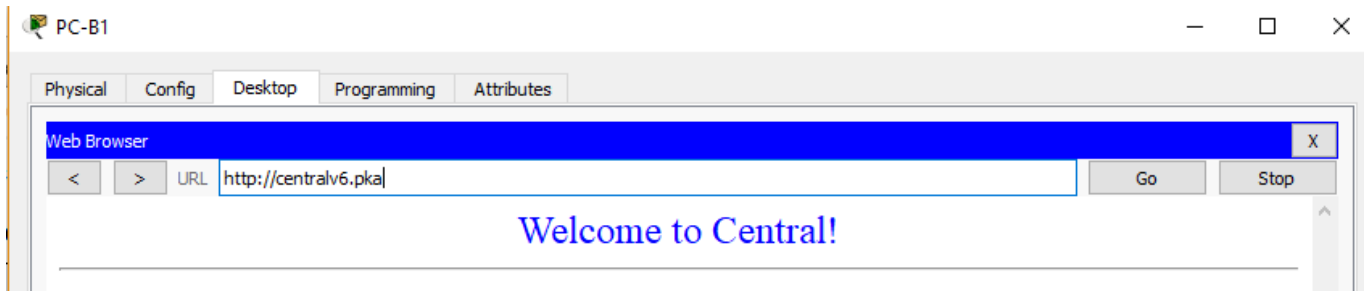 PC-B1
Physical Config Desktop Programming Attributes
Web Browser X
< > URL http://centralv6.pka Go Stop
Welcome to Central!